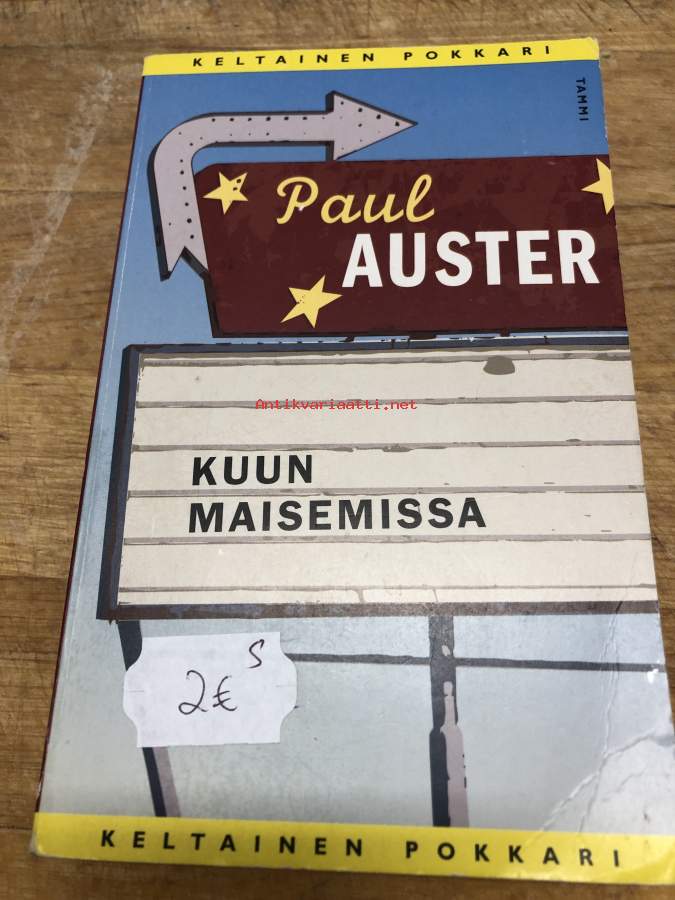 KELTAINEN POKKARI
TAMMI
Paul
AUSTER
Antikvariaatti.net
KUUN
MAISEMISSA
S
2€
KELTAINEN POKKARI